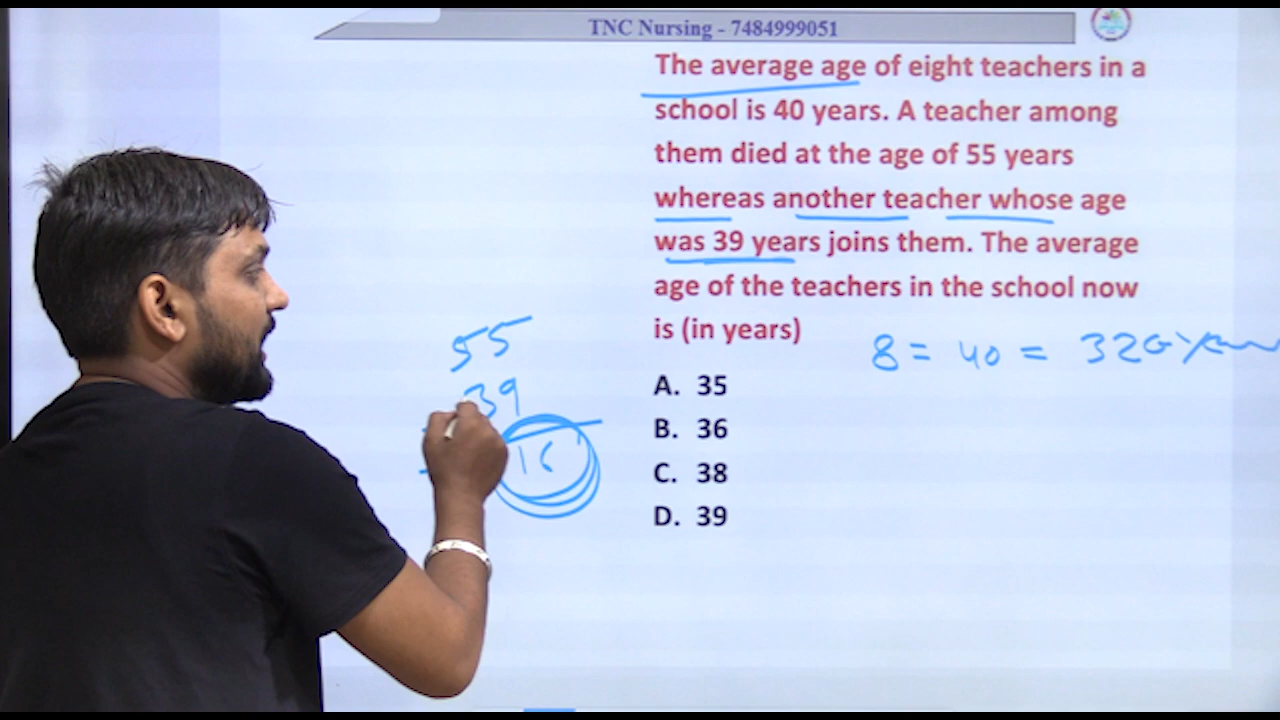 TNC Nursing - 7484999051
The average age of eight teachers in a
school is 40 years. A teacher among
them died at the age of 55 years
whereas another teacher whose age
was 39 years joins them. The average
age of the teachers in the school now
is (in years)
8 = 40 = 320 years
A. 35
B. 36
C. 38
D. 39
55
39
16